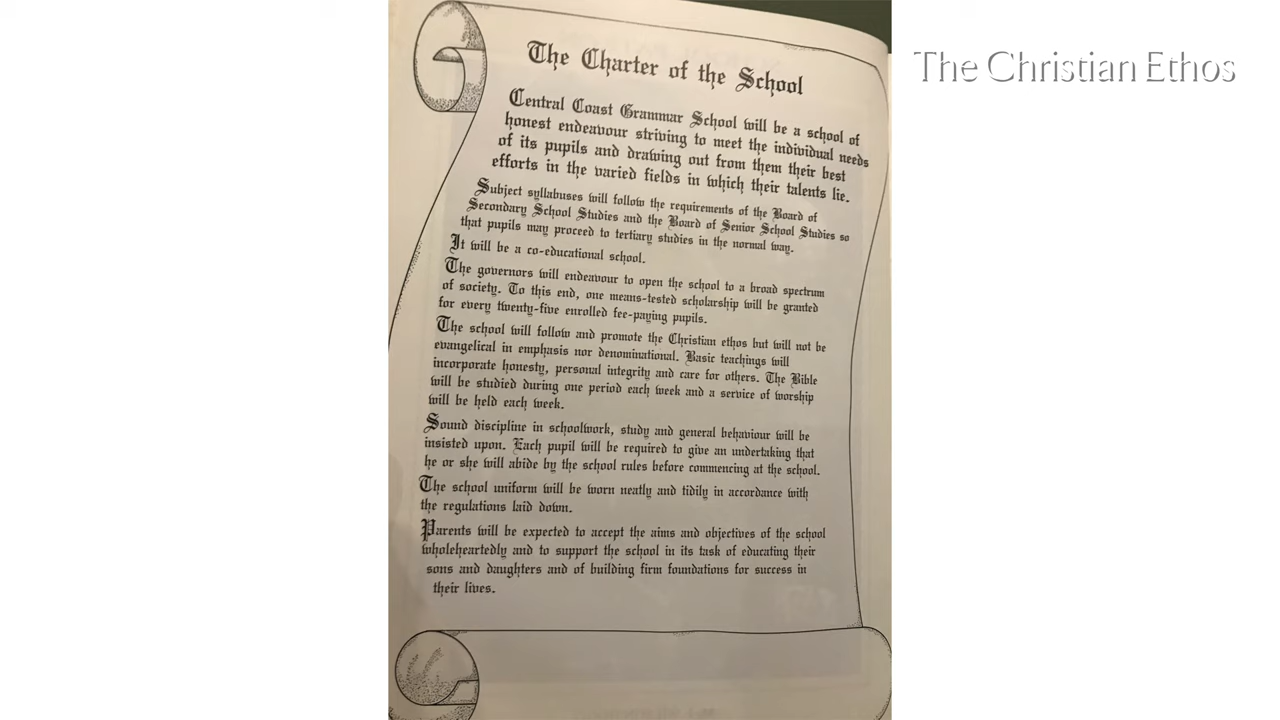 The Christian Ethos
The Charter of the School
Central Coast Grammar School will be a school of
honest endeavour striving to meet the individual needs
of its pupils and drawing out from them their best
efforts in the varied fields in which their talents lie.
Subject syllabuses will follow the requirements of the Board of
Secondary School Studies and the Board of Senior School Studies so
that pupils may proceed to tertiary studies in the normal way.
It will be a co-educational school.
The governors will endeavour to open the school to a broad spectrum
of society. To this end, one means-tested scholarship will be granted
for every twenty-five enrolled fee-paying pupils.
The school will follow and promote the Christian ethos but will not be
evangelical in emphasis nor denominational. Basic teachings will
incorporate honesty, personal integrity and care for others. The Bible
will be studied during one period each week and a service of worship
will be held each week.
Sound discipline in schoolwork, study and general behaviour will be
insisted upon. Each pupil will be required to give an undertaking that
he or she will abide by the school rules before commencing at the school.
The school uniform will be worn neatly and tidily in accordance with
the regulations laid down.
Parents will be expected to accept the aims and objectives of the school
wholeheartedly and to support the school in its task of educating their
sons and daughters and of building firm foundations for success in
their lives.